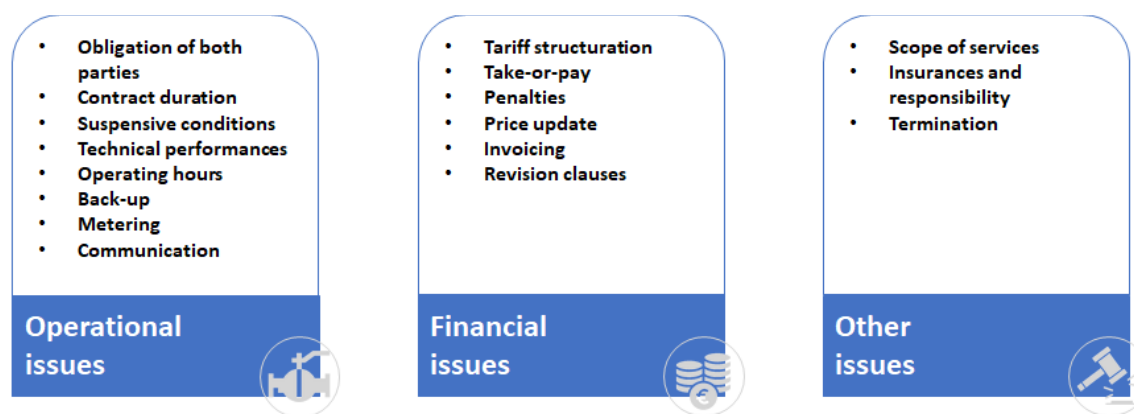 • Obligation of both
parties
• Contract duration
• Suspensive conditions
• Technical performances
• Operating hours
• Back-up
• Metering
• Communication
Operational
issues
• Tariff structuration
• Take-or-pay
• Penalties
• Price update
• Invoicing
• Revision clauses
Financial
issues
€
• Scope of services
• Insurances and
responsibility
• Termination
Other
issues